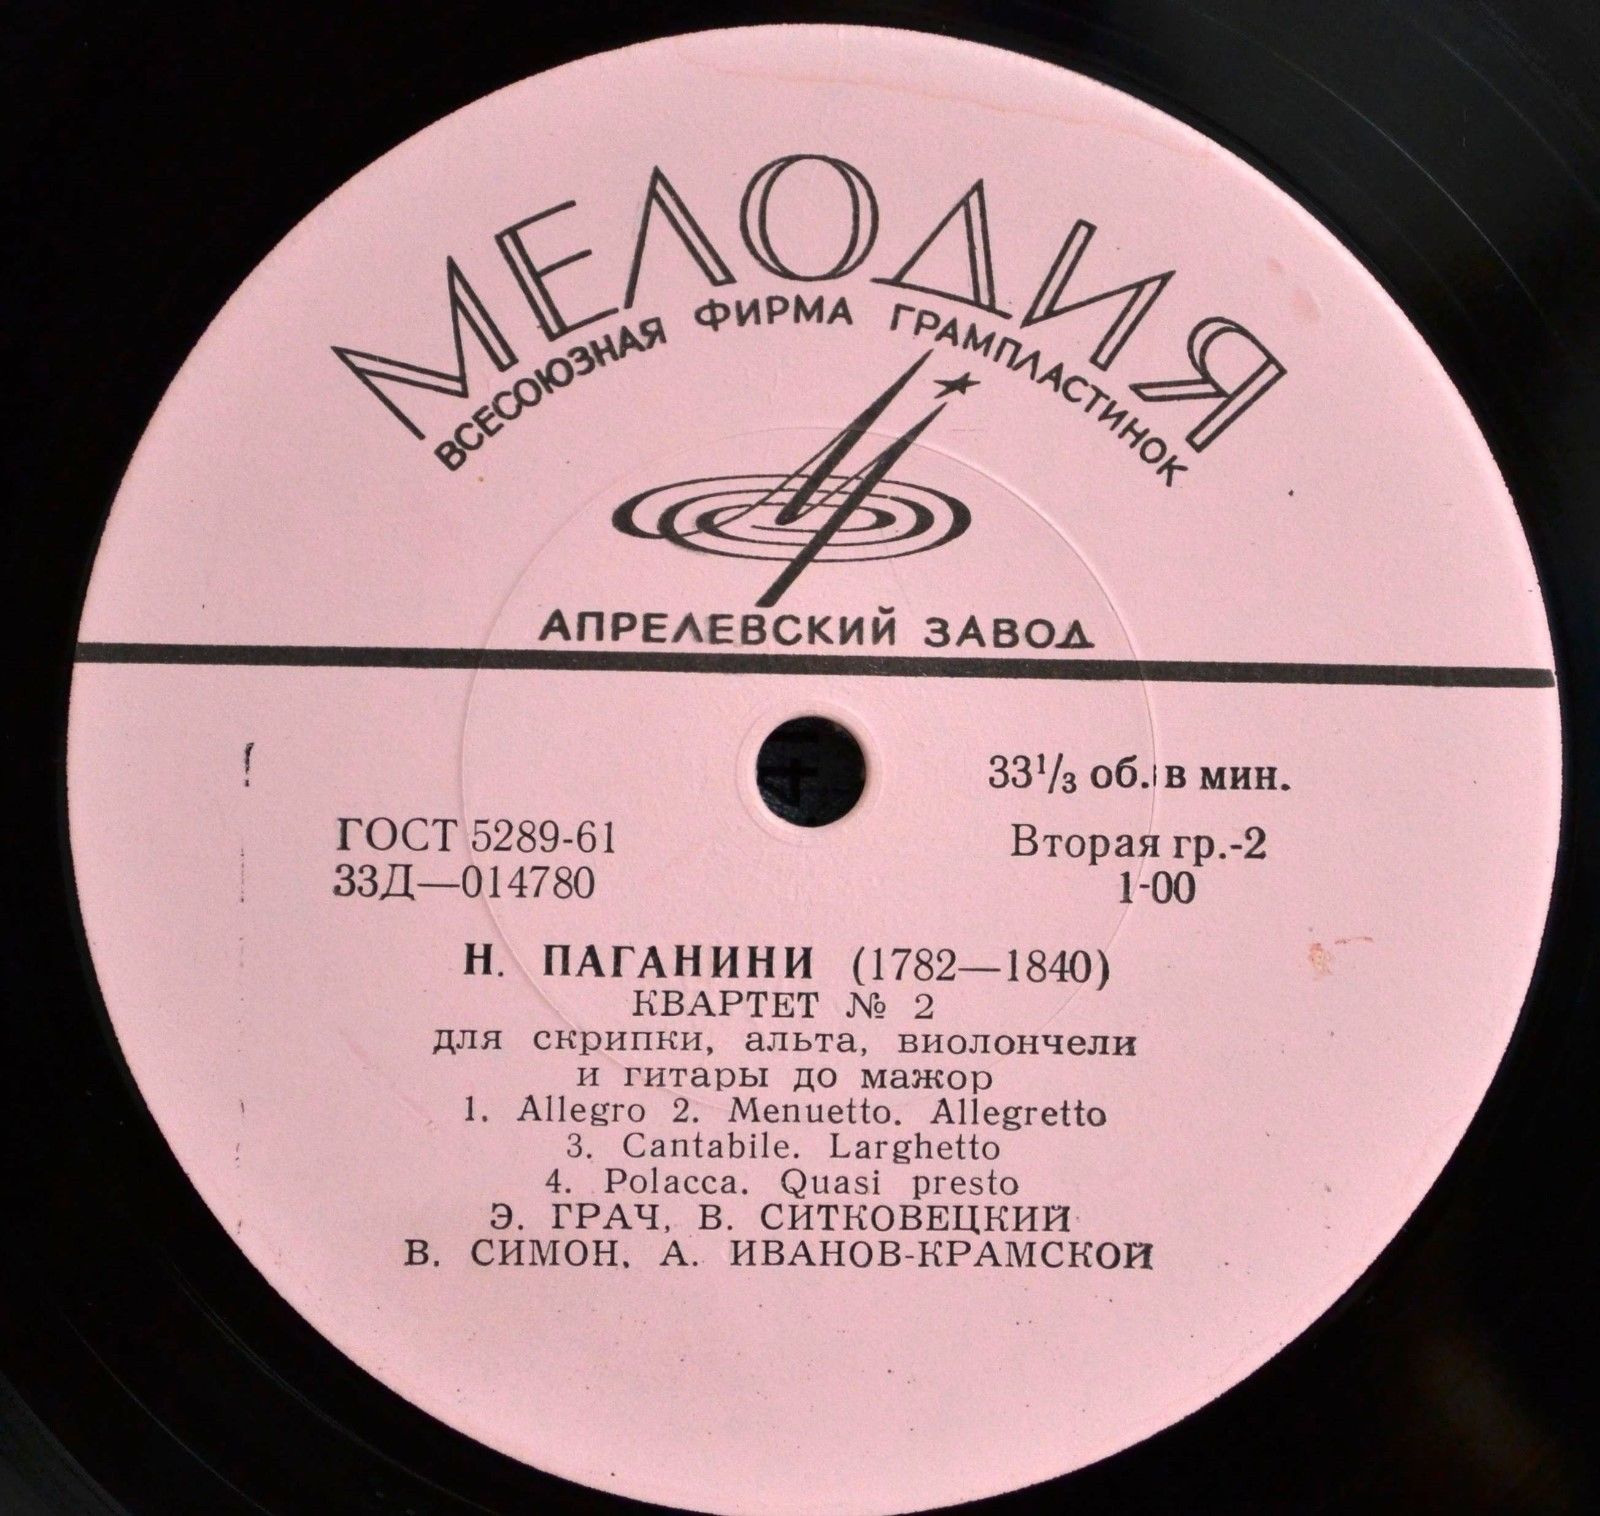 МЕЛОДИЯ
ВСЕСОЮЗНАЯ ФИРМА ГРАМПЛАСТИНОК
АПРЕЛЕВСКИЙ ЗАВОД
33¹/₃ об. в мин.
ГОСТ 5289-61
Вторая гр.-2
33Д—014780
1-00
Н. ПАГАНИНИ (1782—1840)
КВАРТЕТ № 2
для скрипки, альта, виолончели
и гитары до мажор
1. Allegro 2. Menuetto. Allegretto
3. Cantabile. Larghetto
4. Polacca. Quasi presto
Э. ГРАЧ, В. СИТКОВЕЦКИЙ
В. СИМОН, А. ИВАНОВ-КРАМСКОЙ